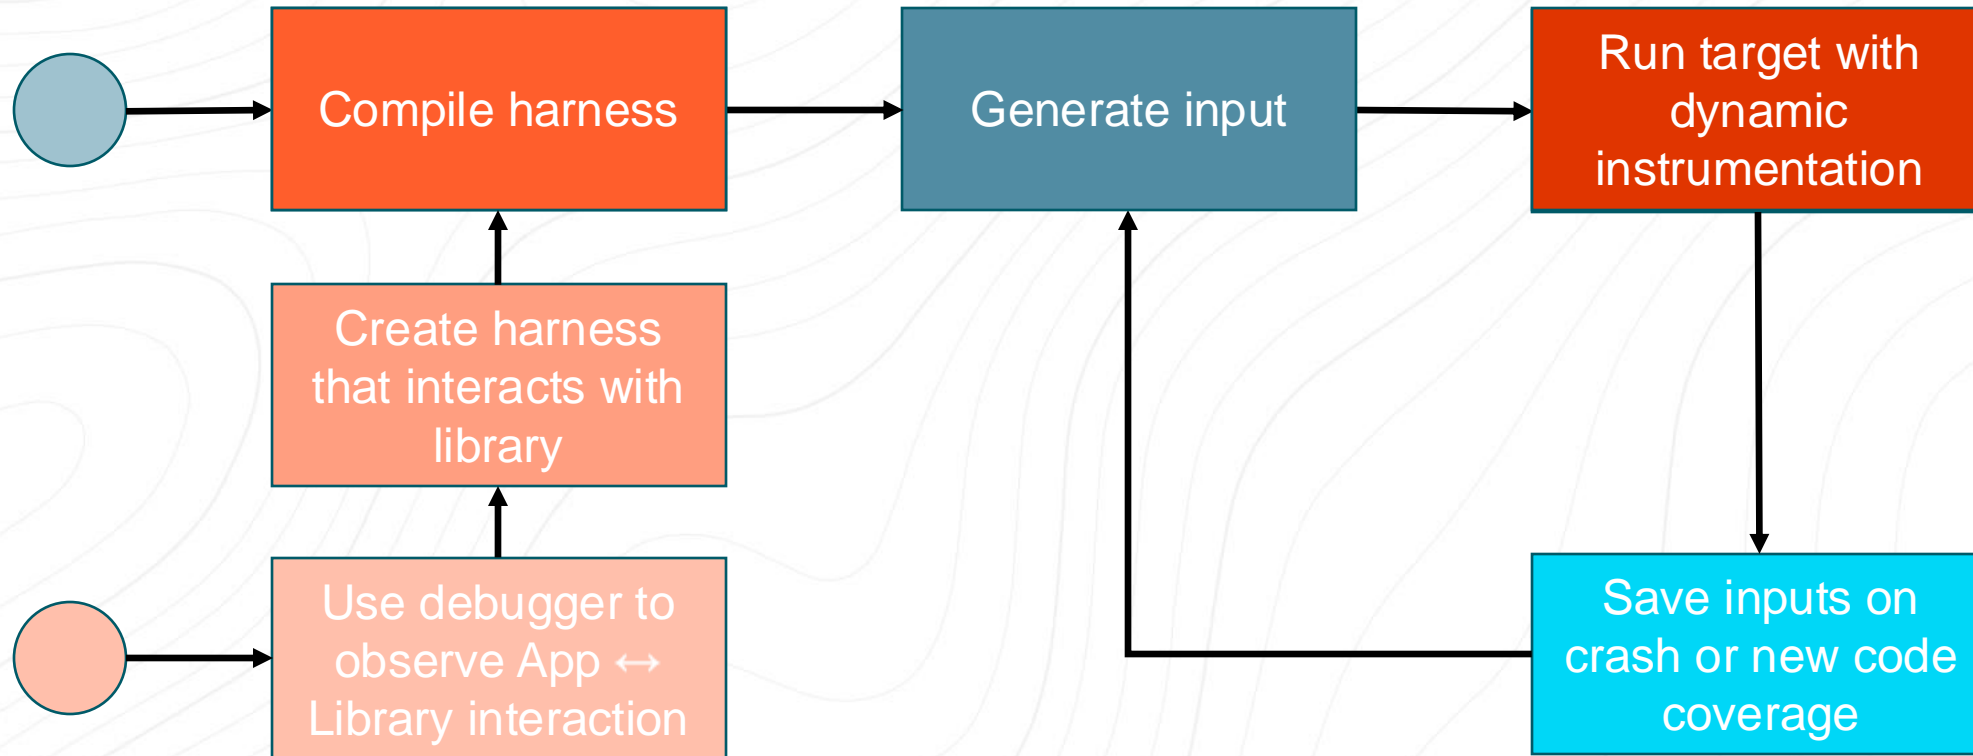 Compile harness
Generate input
Run target with
dynamic
instrumentation
Create harness
that interacts with
library
Use debugger to
observe App ↔
Library interaction
Save inputs on
crash or new code
coverage